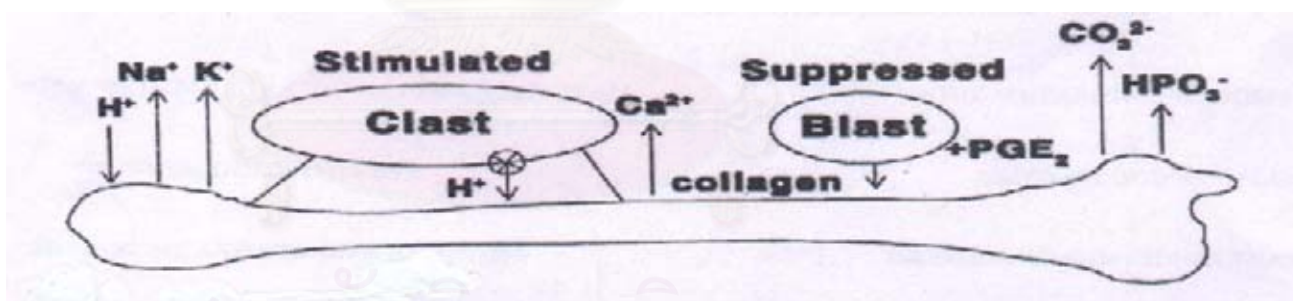 Na⁺ K⁺ Stimulated Suppressed CO₃²⁻
H⁺ Clast Ca²⁺ Blast HPO₃⁻
+PGE₂
H⁺ collagen